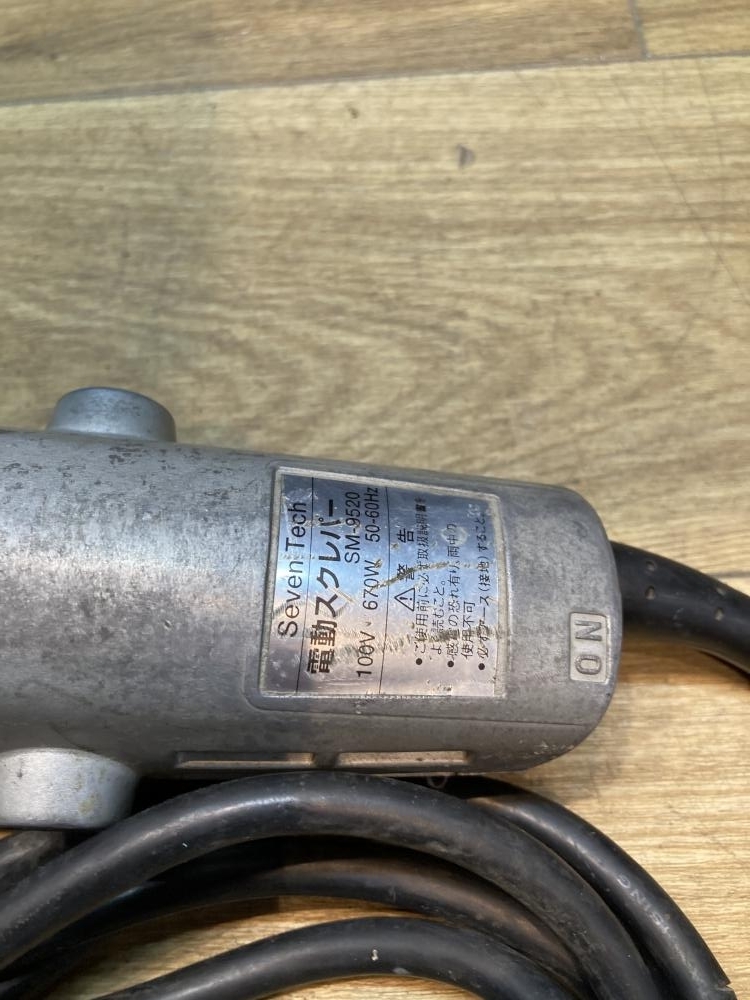 Seven Tech
電動スクレパー
SM-9520
100V 670W 50-60Hz
⚠ 警 告
●ご使用前に必ず取扱説明書を
よく読むこと。
●感電の恐れ有り、雨中の
使用不可
●必ずアース(接地)すること。
ON